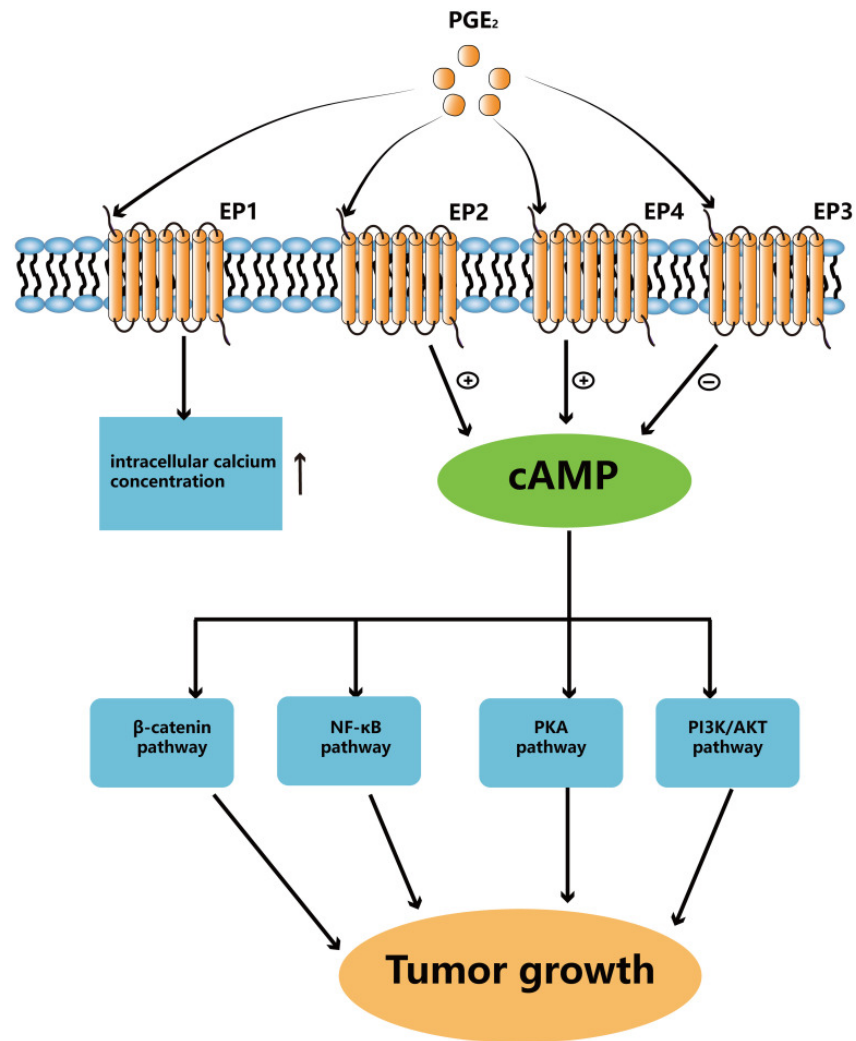 PGE₂
EP1
EP2
EP4
EP3
+
+
−
intracellular calcium
concentration
cAMP
β-catenin
pathway
NF-κB
pathway
PKA
pathway
PI3K/AKT
pathway
Tumor growth